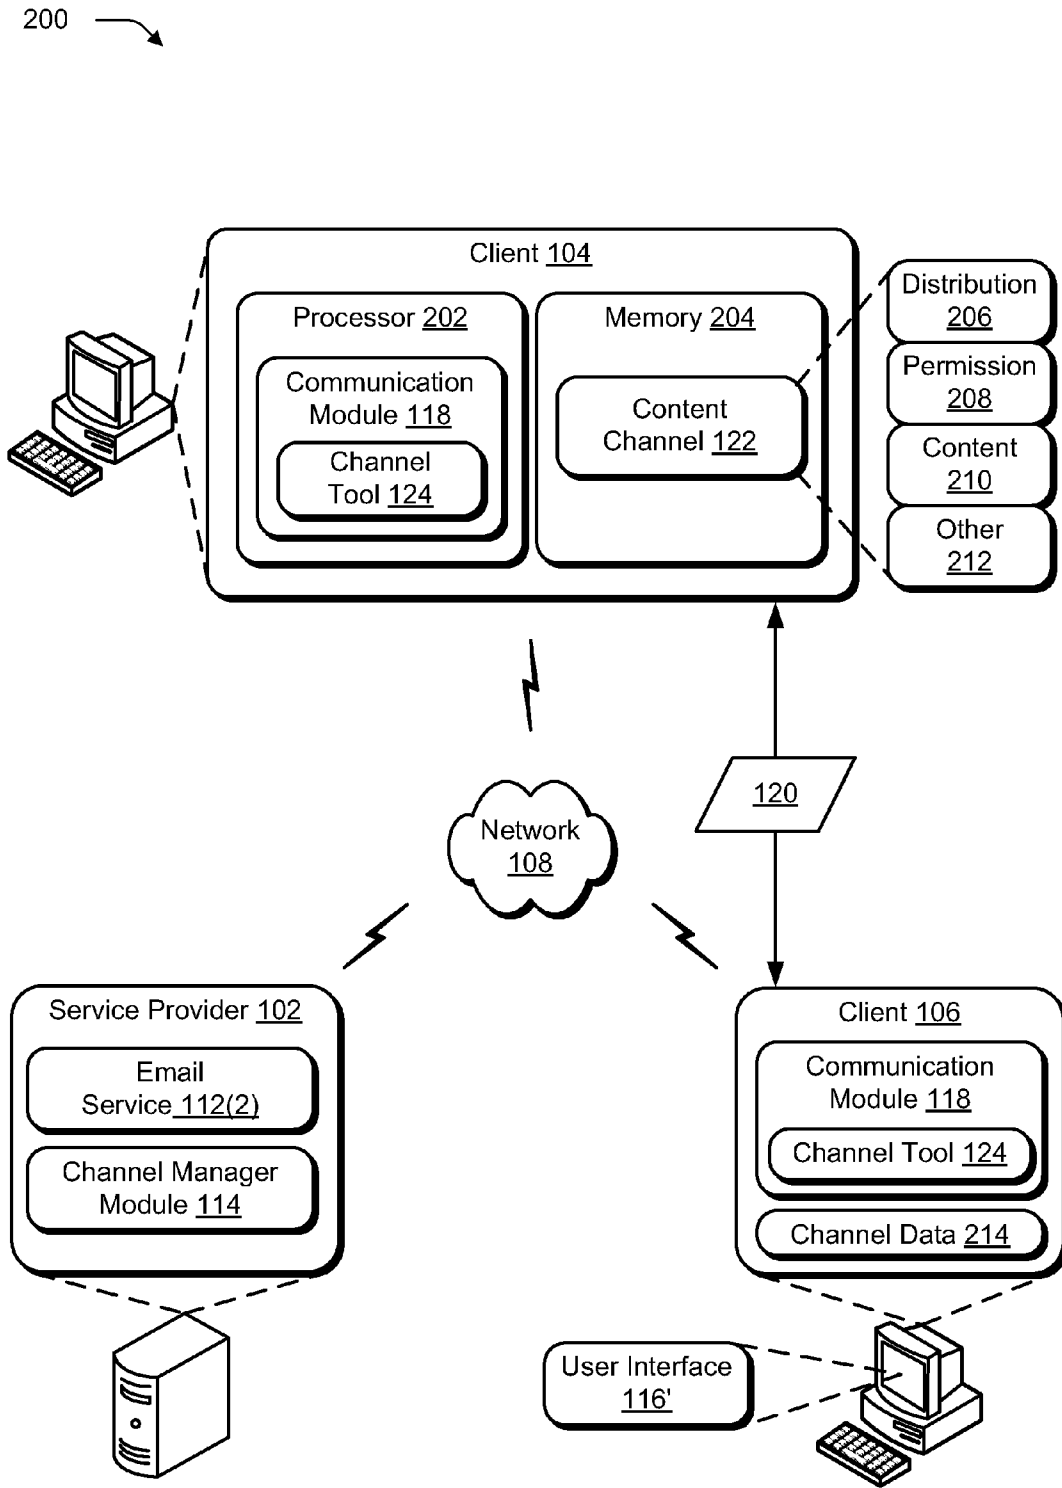 200
Client 104
Processor 202
Communication
Module 118
Channel
Tool 124
Memory 204
Content
Channel 122
Distribution
206
Permission
208
Content
210
Other
212
120
Network
108
Service Provider 102
Email
Service 112(2)
Channel Manager
Module 114
Client 106
Communication
Module 118
Channel Tool 124
Channel Data 214
User Interface
116'